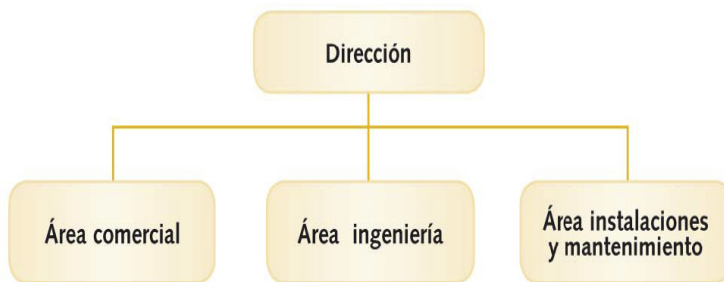 Dirección
Área comercial
Área ingeniería
Área instalaciones
y mantenimiento